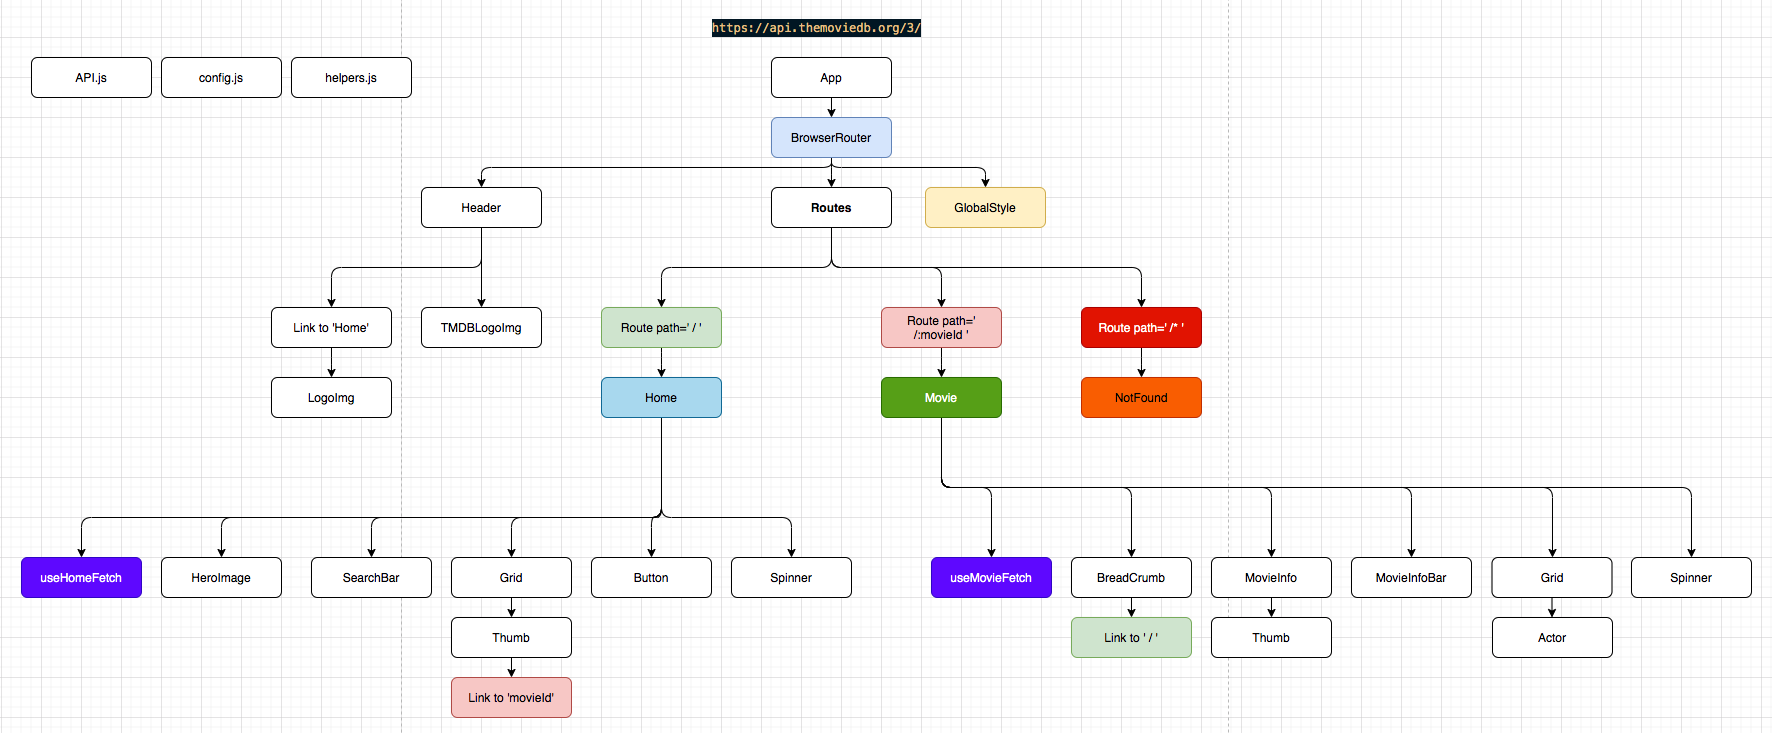 https://api.themoviedb.org/3/
API.js
config.js
helpers.js
App
BrowserRouter
Header
Routes
GlobalStyle
Link to 'Home'
TMDBLogoImg
Route path=' / '
Route path='
/:movieId '
Route path=' /* '
LogoImg
Home
Movie
NotFound
useHomeFetch
HeroImage
SearchBar
Grid
Button
Spinner
useMovieFetch
BreadCrumb
MovieInfo
MovieInfoBar
Grid
Spinner
Thumb
Link to ' / '
Thumb
Actor
Link to 'movieId'